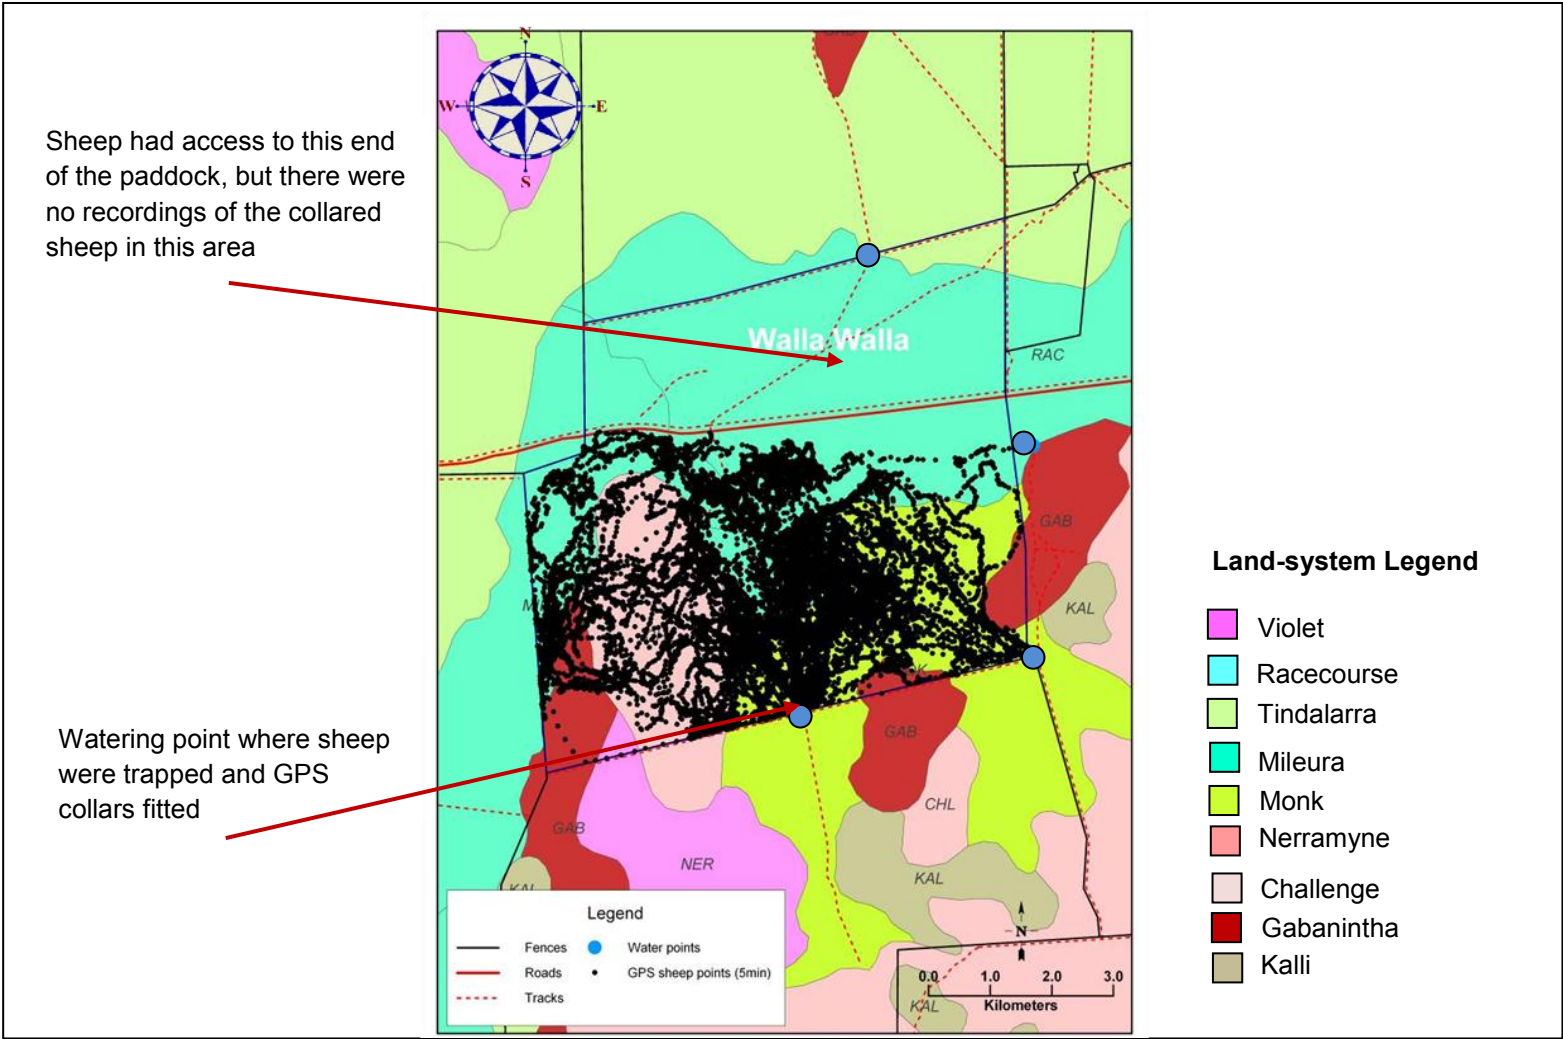 N
W
E
S
Sheep had access to this end
of the paddock, but there were
no recordings of the collared
sheep in this area
Walla Walla
RAC
GAB
KAL
M
K
GAB
CHL
GAB
NER
KAL
KAL
KAL
Watering point where sheep
were trapped and GPS
collars fitted
Legend
Fences
Water points
Roads
GPS sheep points (5min)
Tracks
N
0.0 1.0 2.0 3.0
Kilometers
Land-system Legend
Violet
Racecourse
Tindalarra
Mileura
Monk
Nerramyne
Challenge
Gabanintha
Kalli